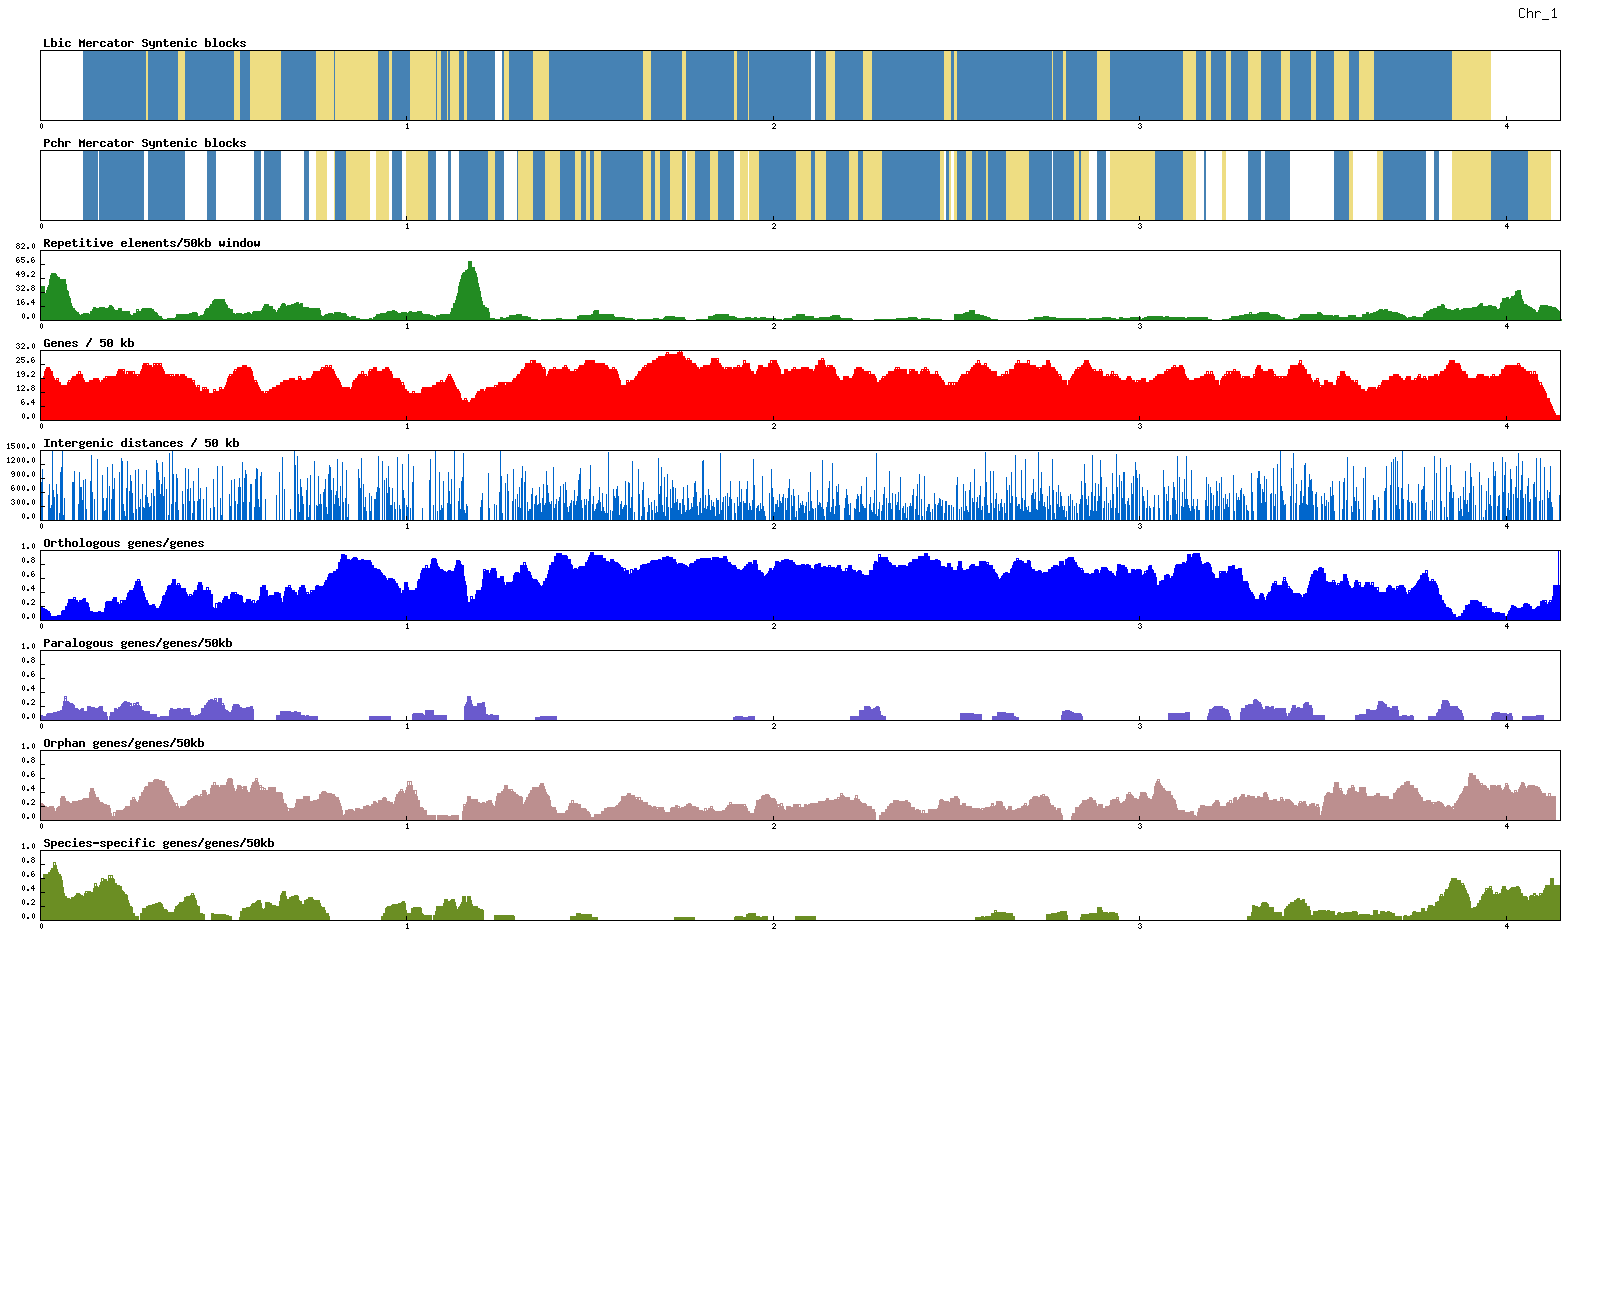 Chr_1
Lbic Mercator Syntenic blocks
0 1 2 3 4
Pchr Mercator Syntenic blocks
0 1 2 3 4
Repetitive elements/50kb window
82.0
65.6
49.2
32.8
16.4
0.0
0 1 2 3 4
Genes / 50 kb
32.0
25.6
19.2
12.8
6.4
0.0
0 1 2 3 4
Intergenic distances / 50 kb
1500.0
1200.0
900.0
600.0
300.0
0.0
0 1 2 3 4
Orthologous genes/genes
1.0
0.8
0.6
0.4
0.2
0.0
0 1 2 3 4
Paralogous genes/genes/50kb
1.0
0.8
0.6
0.4
0.2
0.0
0 1 2 3 4
Orphan genes/genes/50kb
1.0
0.8
0.6
0.4
0.2
0.0
0 1 2 3 4
Species-specific genes/genes/50kb
1.0
0.8
0.6
0.4
0.2
0.0
0 1 2 3 4